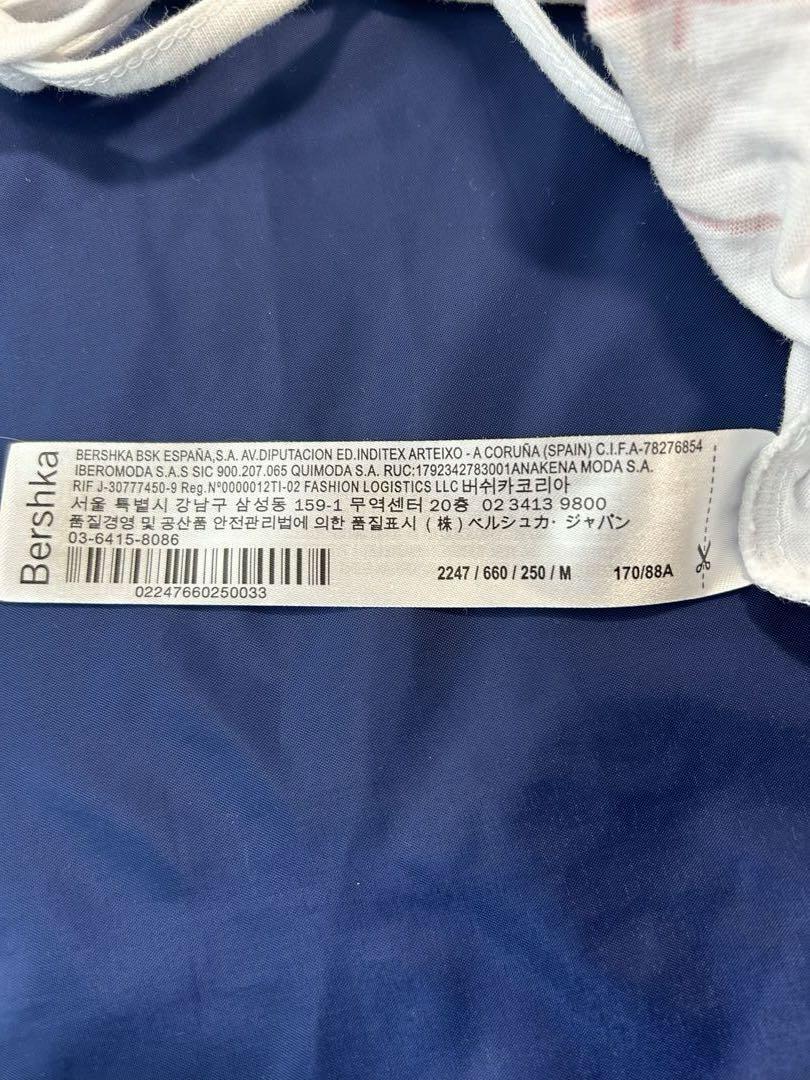 Bershka
BERSHKA BSK ESPAÑA,S.A. AV.DIPUTACION ED.INDITEX ARTEIXO - A CORUÑA (SPAIN) C.I.F.A-78276854
IBEROMODA S.A.S SIC 900.207.065 QUIMODA S.A. RUC:1792342783001ANAKENA MODA S.A.
RIF J-30777450-9 Reg.Nº0000012TI-02 FASHION LOGISTICS LLC 버쉬카코리아
서울 특별시 강남구 삼성동 159-1 무역센터 20층 02 3413 9800
품질경영 및 공산품 안전관리법에 의한 품질표시 (株) ベルシュカ・ジャパン
03-6415-8086
02247660250033
2247 / 660 / 250 / M 170/88A